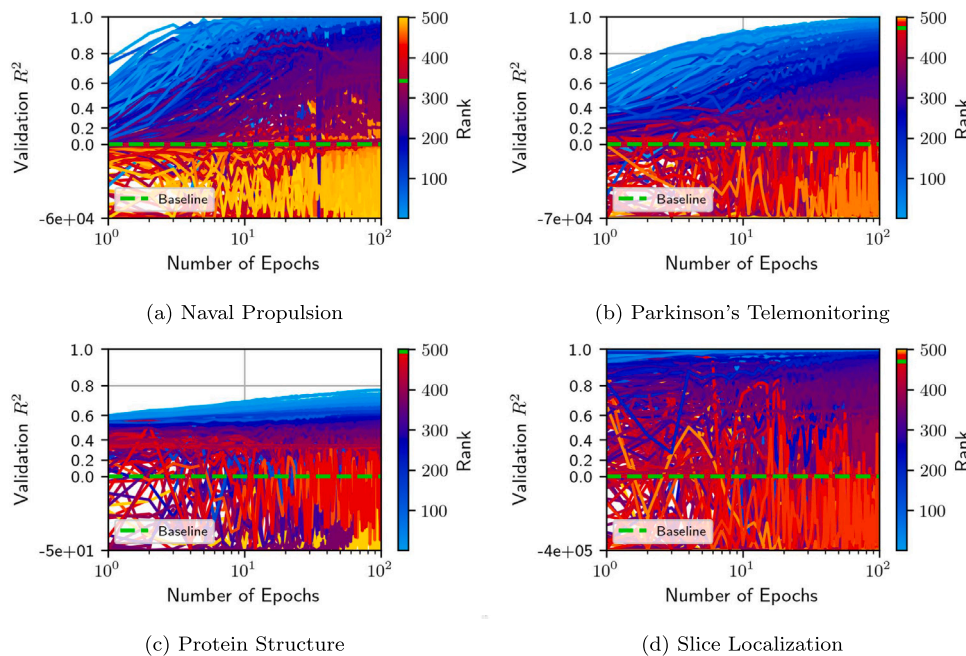 1.0
0.8
0.6
0.4
0.2
0.0
-6e+04
Validation R²
Baseline
10⁰ 10¹ 10²
Number of Epochs
500
400
300
200
100
Rank
(a) Naval Propulsion
1.0
0.8
0.6
0.4
0.2
0.0
-7e+04
Validation R²
Baseline
10⁰ 10¹ 10²
Number of Epochs
500
400
300
200
100
Rank
(b) Parkinson's Telemonitoring
1.0
0.8
0.6
0.4
0.2
0.0
-5e+01
Validation R²
Baseline
10⁰ 10¹ 10²
Number of Epochs
500
400
300
200
100
Rank
(c) Protein Structure
1.0
0.8
0.6
0.4
0.2
0.0
-4e+05
Validation R²
Baseline
10⁰ 10¹ 10²
Number of Epochs
500
400
300
200
100
Rank
(d) Slice Localization